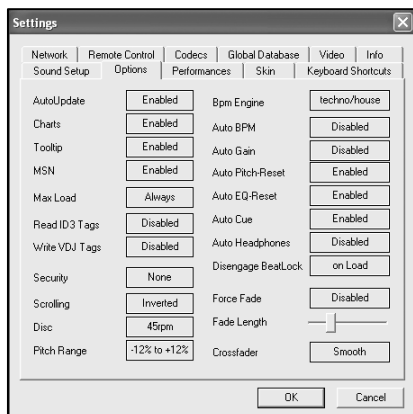 Settings
Network Remote Control Codecs Global Database Video Info
Sound Setup Options Performances Skin Keyboard Shortcuts
AutoUpdate Enabled
Charts Enabled
Tooltip Enabled
MSN Enabled
Max Load Always
Read ID3 Tags Disabled
Write VDJ Tags Disabled
Security None
Scrolling Inverted
Disc 45rpm
Pitch Range -12% to +12%
Bpm Engine techno/house
Auto BPM Disabled
Auto Gain Disabled
Auto Pitch-Reset Enabled
Auto EQ-Reset Enabled
Auto Cue Enabled
Auto Headphones Disabled
Disengage BeatLock on Load
Force Fade Disabled
Fade Length
Crossfader Smooth
OK Cancel